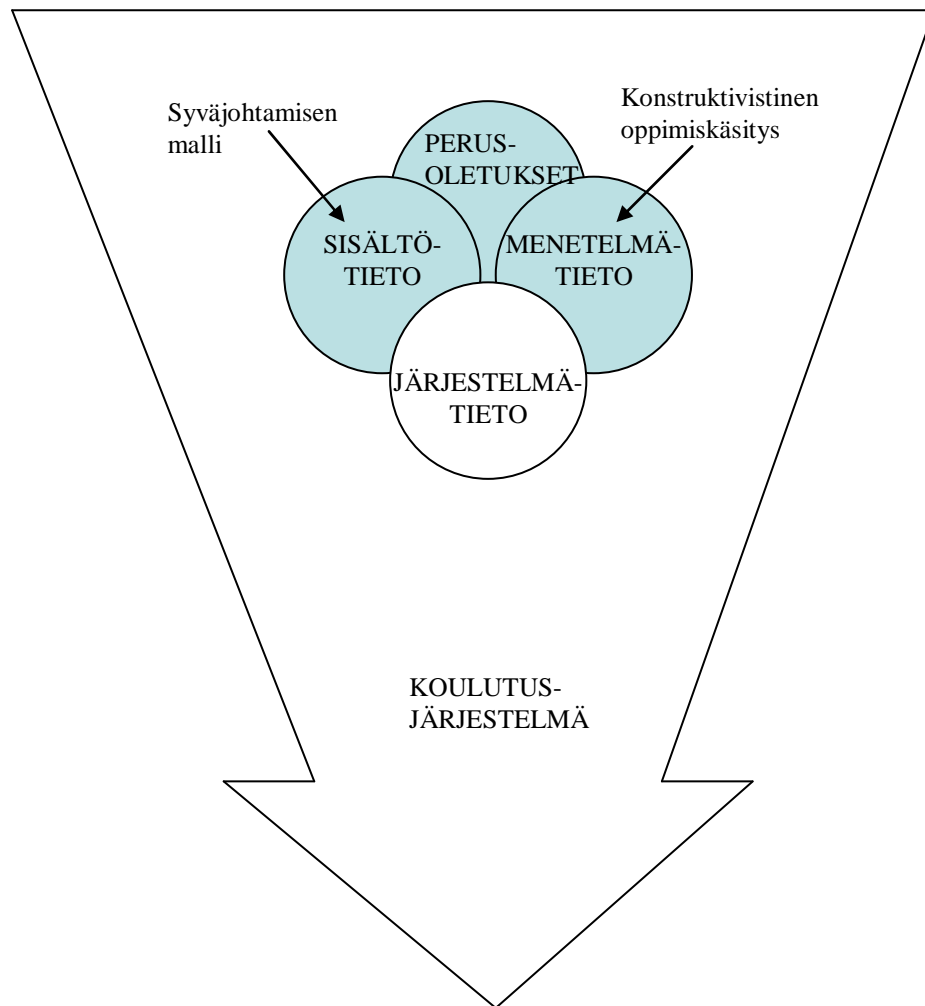 Syväjohtamisen
malli
Konstruktivistinen
oppimiskäsitys
PERUS-
OLETUKSET
SISÄLTÖ-
TIETO
MENETELMÄ-
TIETO
JÄRJESTELMÄ-
TIETO
KOULUTUS-
JÄRJESTELMÄ